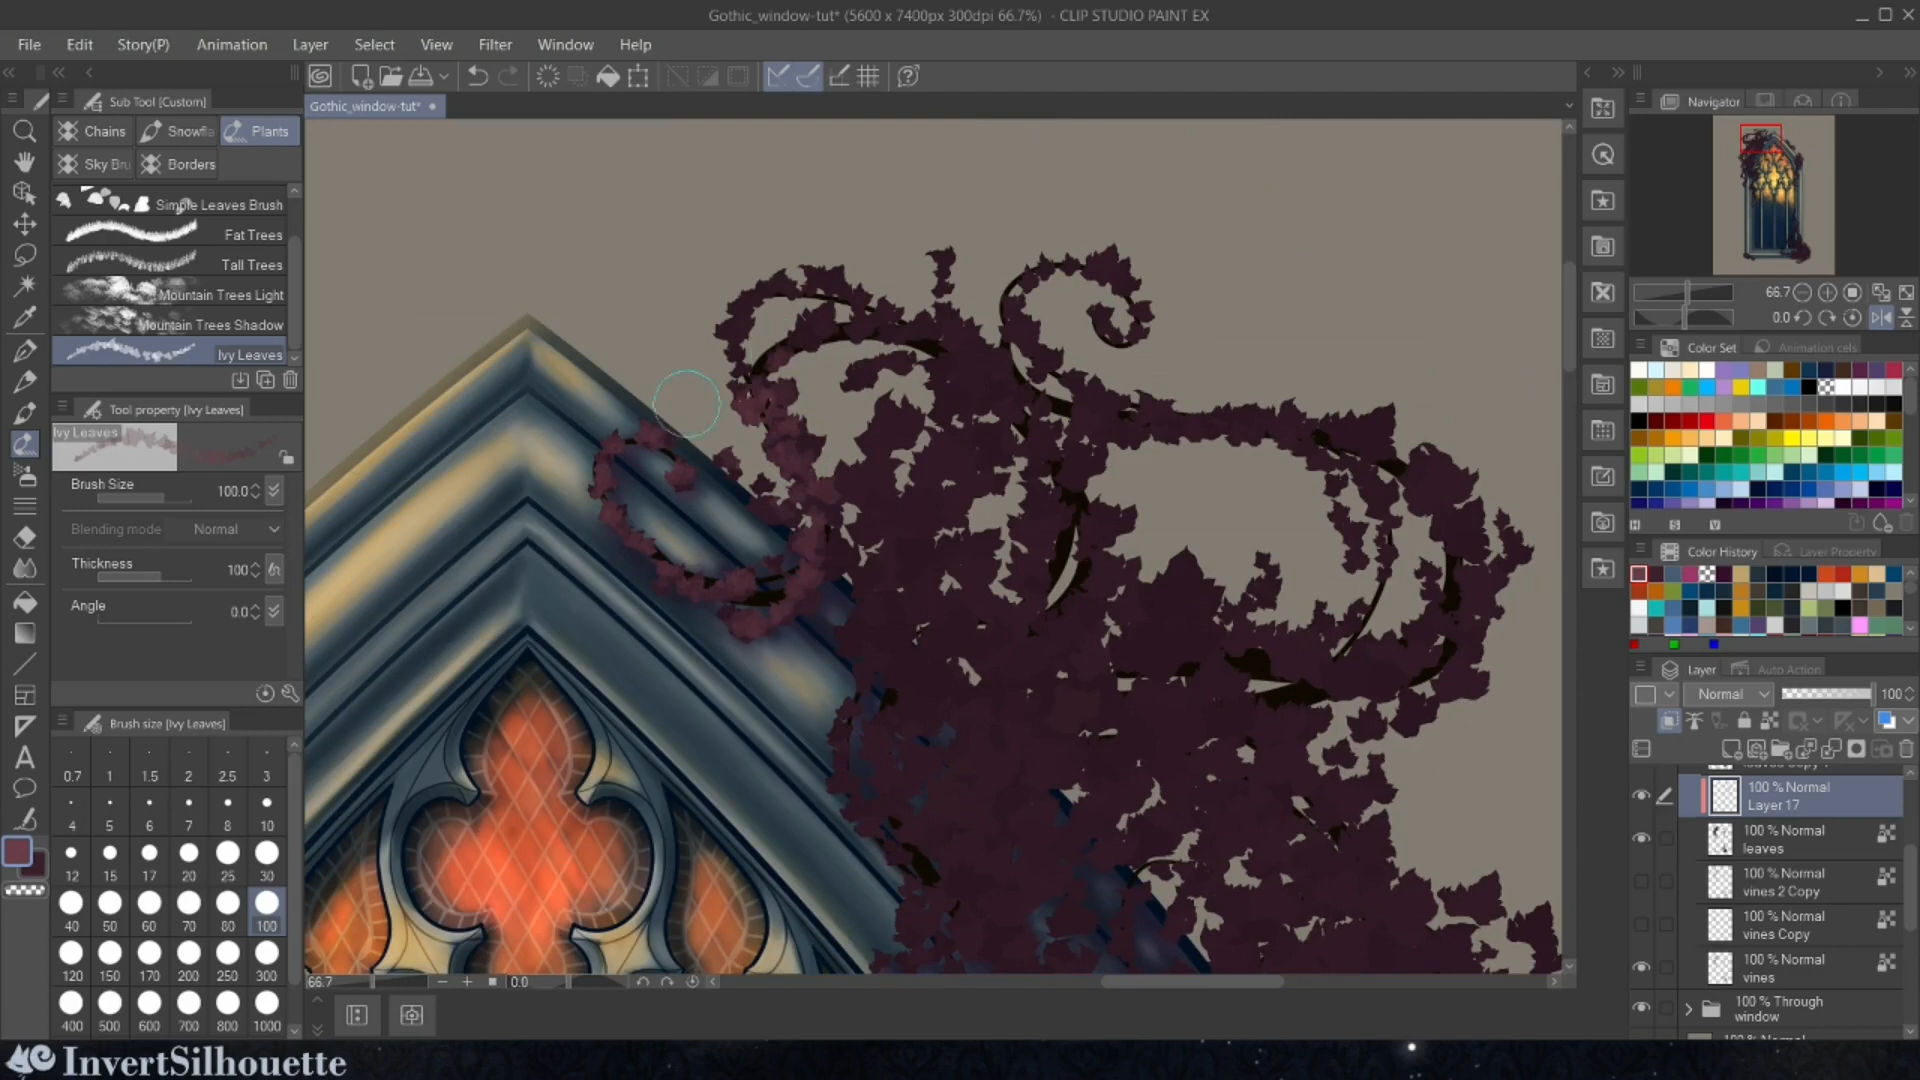 Gothic_window-tut* (5600 x 7400px 300dpi 66.7%) - CLIP STUDIO PAINT EX
File Edit Story(P) Animation Layer Select View Filter Window Help
Sub Tool [Custom]
Gothic_window-tut*
Navigator
Chains Snowfla Plants
Sky Bru Borders
Simple Leaves Brush
Fat Trees
Tall Trees
Mountain Trees Light
Mountain Trees Shadow
Ivy Leaves
Tool property [Ivy Leaves]
Ivy Leaves
Brush Size 100.0
Blending mode Normal
Thickness 100
Angle 0.0
Brush size [Ivy Leaves]
0.7 1 1.5 2 2.5 3
4 5 6 7 8 10
12 15 17 20 25 30
40 50 60 70 80 100
120 150 170 200 250 300
400 500 600 700 800 1000
66.7 0.0
66.7
0.0
Color Set Animation cels
H S V
Color History Layer Property
Layer Auto Action
Normal 100
100 % Normal
Layer 17
100 % Normal
leaves
100 % Normal
vines 2 Copy
100 % Normal
vines Copy
100 % Normal
vines
100 % Through
window
InvertSilhouette